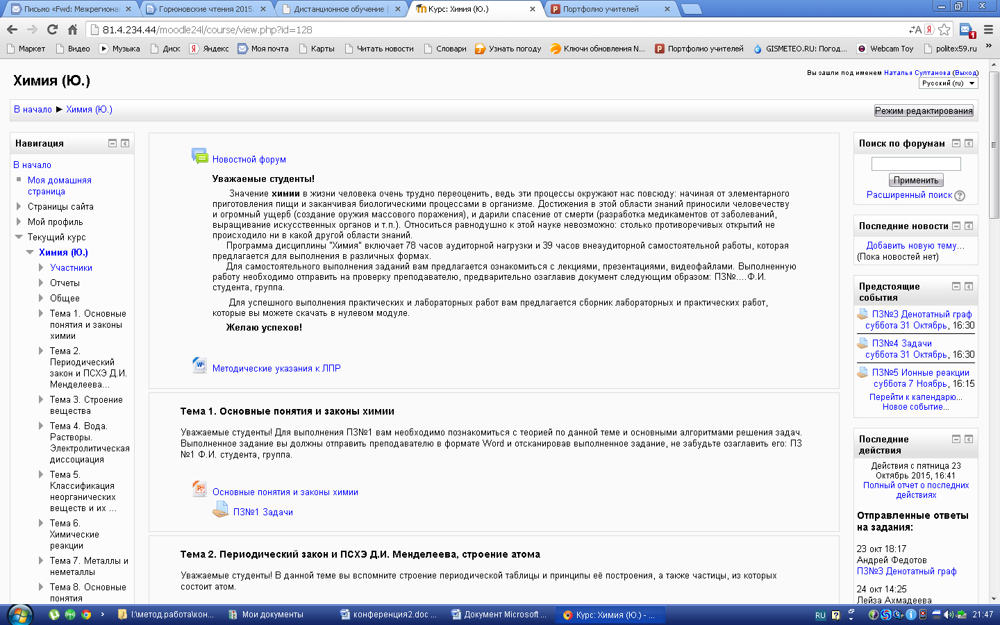 Письмо «Fwd: Межрегиона
Горюновские чтения 2015.
Дистанционное обучение |
Курс: Химия (Ю.)
Портфолио учителей
81.4.234.44/moodle24l/course/view.php?id=128
Маркет
Видео
Музыка
Диск
Яндекс
Моя почта
Карты
Читать новости
Словари
Узнать погоду
Ключи обновления N...
Портфолио учителей
GISMETEO.RU: Погод...
Webcam Toy
politex59.ru
Химия (Ю.)
Вы зашли под именем Наталья Султанова (Выход)
Русский (ru)
В начало ► Химия (Ю.)
Режим редактирования
Навигация
В начало
Моя домашняя
страница
Страницы сайта
Мой профиль
Текущий курс
Химия (Ю.)
Участники
Отчеты
Общее
Тема 1. Основные
понятия и законы
химии
Тема 2.
Периодический
закон и ПСХЭ Д.И.
Менделеева...
Тема 3. Строение
вещества
Тема 4. Вода.
Растворы.
Электролитическая
диссоциация
Тема 5.
Классификация
неорганических
веществ и их ...
Тема 6.
Химические
реакции
Тема 7. Металлы и
неметаллы
Тема 8. Основные
понятия
Новостной форум
Уважаемые студенты!
Значение химии в жизни человека очень трудно переоценить, ведь эти процессы окружают нас повсюду: начиная от элементарного
приготовления пищи и заканчивая биологическими процессами в организме. Достижения в этой области знаний приносили человечеству
и огромный ущерб (создание оружия массового поражения), и дарили спасение от смерти (разработка медикаментов от заболеваний,
выращивание искусственных органов и т.п.). Относиться равнодушно к этой науке невозможно: столько противоречивых открытий не
происходило ни в какой другой области знаний.
Программа дисциплины "Химия" включает 78 часов аудиторной нагрузки и 39 часов внеаудиторной самостоятельной работы, которая
предлагается для выполнения в различных формах.
Для самостоятельного выполнения заданий вам предлагается ознакомиться с лекциями, презентациями, видеофайлами. Выполненную
работу необходимо отправить на проверку преподавателю, предварительно озаглавив документ следующим образом: ПЗ№....Ф.И.
студента, группа.
Для успешного выполнения практических и лабораторных работ вам предлагается сборник лабораторных и практических работ,
которые вы можете скачать в нулевом модуле.
Желаю успехов!
Методические указания к ЛПР
Тема 1. Основные понятия и законы химии
Уважаемые студенты! Для выполнения ПЗ№1 вам необходимо познакомиться с теорией по данной теме и основными алгоритмами решения задач.
Выполненное задание вы должны отправить преподавателю в формате Word и отсканировав выполненное задание, не забудьте озаглавить его: ПЗ
№1 Ф.И. студента, группа.
Основные понятия и законы химии
ПЗ№1 Задачи
Тема 2. Периодический закон и ПСХЭ Д.И. Менделеева, строение атома
Уважаемые студенты! В данной теме вы вспомните строение периодической таблицы и принципы её построения, а также частицы, из которых
состоит атом.
Поиск по форумам
Применить
Расширенный поиск
Последние новости
Добавить новую тему...
(Пока новостей нет)
Предстоящие
события
ПЗ№3 Денотатный граф
суббота 31 Октябрь, 16:30
ПЗ№4 Задачи
суббота 31 Октябрь, 16:30
ПЗ№5 Ионные реакции
суббота 7 Ноябрь, 16:15
Перейти к календарю...
Новое событие...
Последние
действия
Действия с пятница 23
Октябрь 2015, 16:41
Полный отчет о последних
действиях
Отправленные ответы
на задания:
23 окт 18:17
Андрей Федотов
ПЗ№3 Денотатный граф
24 окт 14:25
Лейза Ахмадеева
I:\метод.работа\кон...
Мои документы
конференция2.doc ...
Документ Microsoft ...
Курс: Химия (Ю.) - ...
RU
21:47